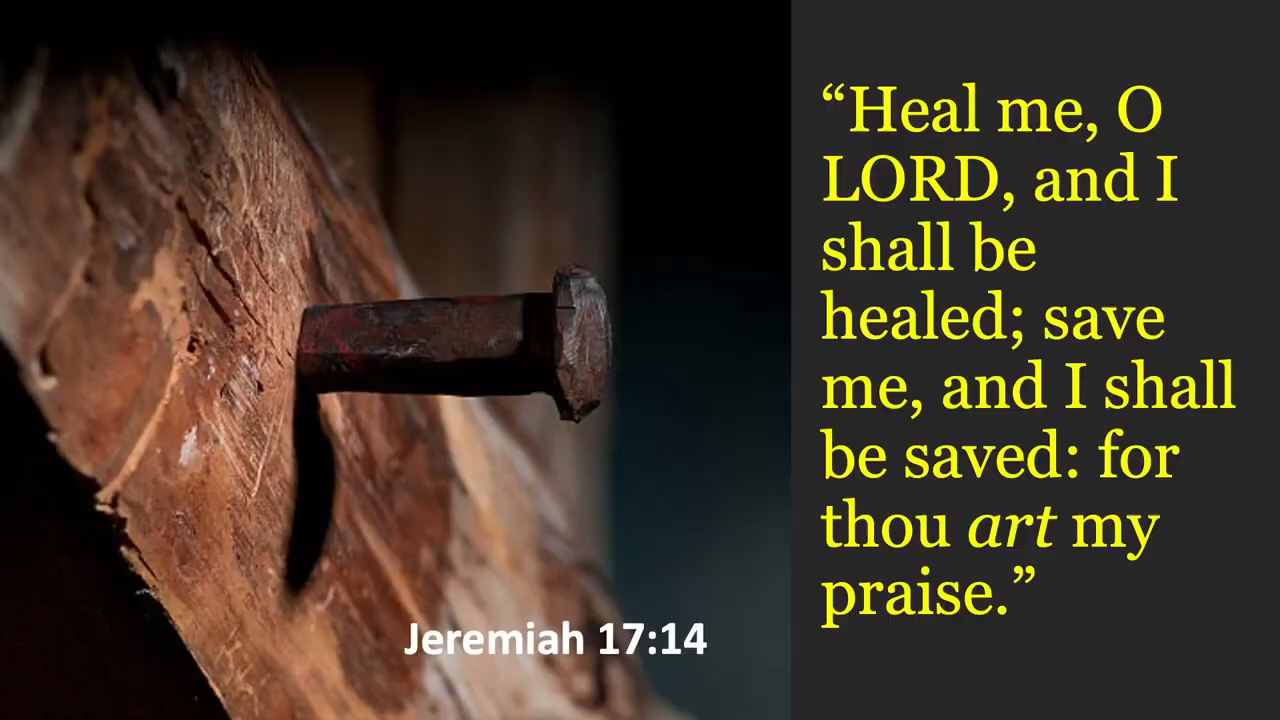 “Heal me, O
LORD, and I
shall be
healed; save
me, and I shall
be saved: for
thou art my
praise.”
Jeremiah 17:14